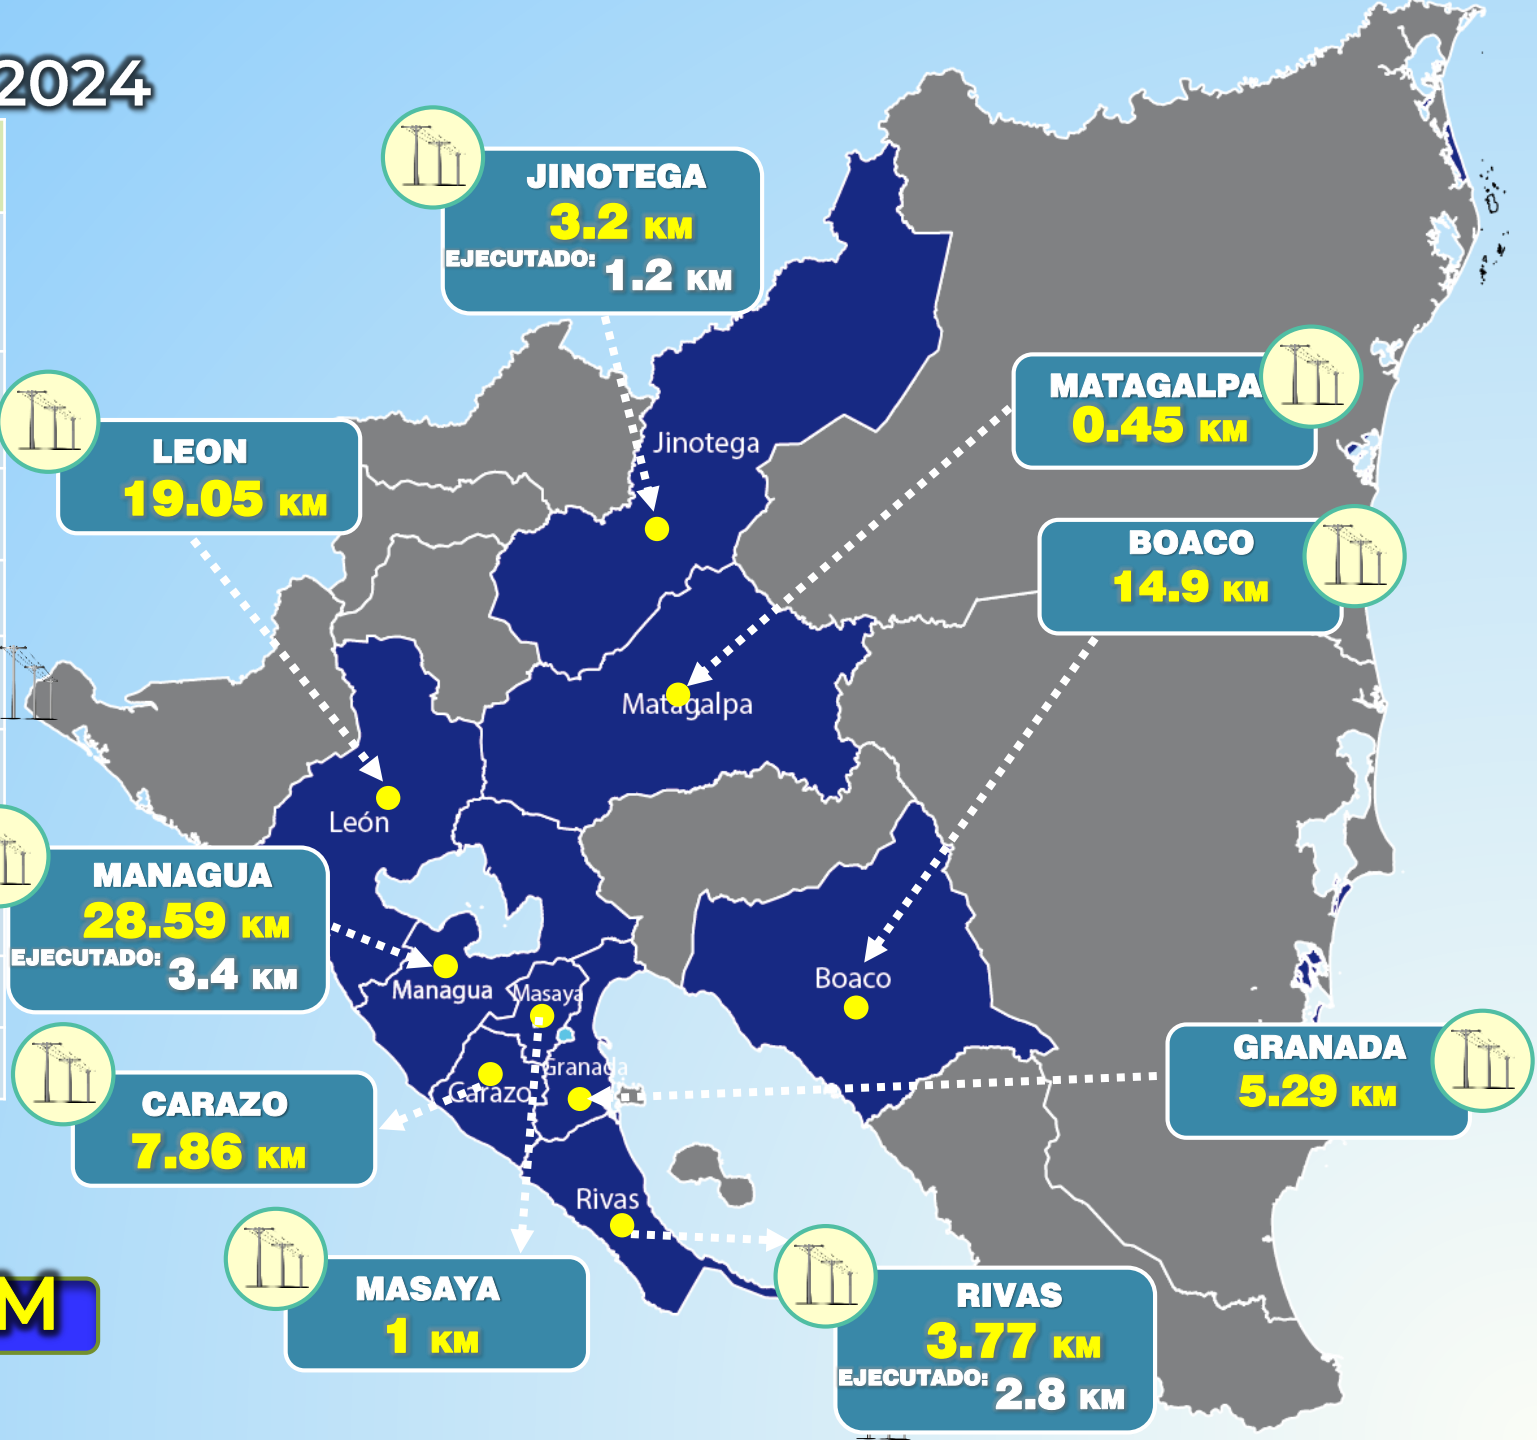 2024
JINOTEGA
3.2 KM
EJECUTADO: 1.2 KM
MATAGALPA
0.45 KM
LEON
19.05 KM
Jinotega
BOACO
14.9 KM
Matagalpa
León
MANAGUA
28.59 KM
EJECUTADO: 3.4 KM
Managua
Masaya
Boaco
Granada
Carazo
GRANADA
5.29 KM
CARAZO
7.86 KM
Rivas
MASAYA
1 KM
RIVAS
3.77 KM
EJECUTADO: 2.8 KM
M